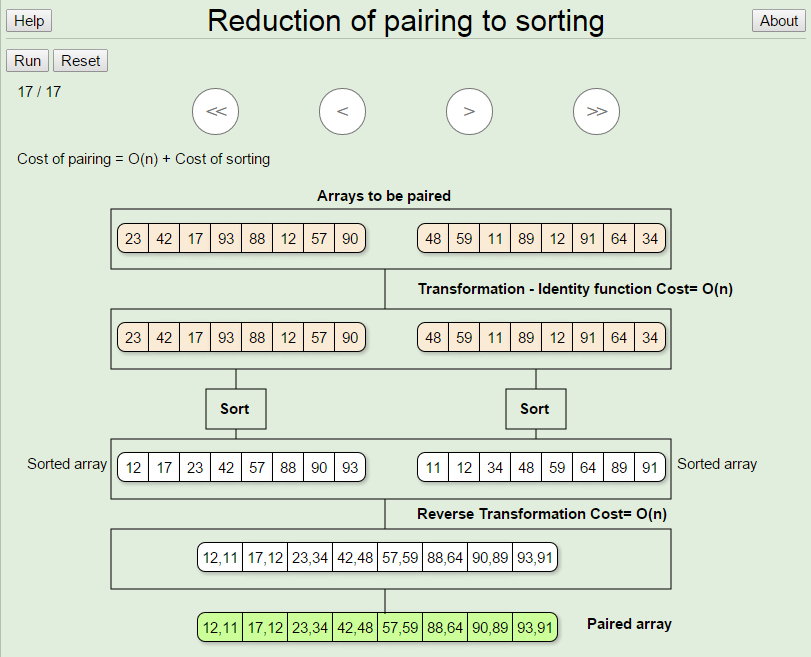 Help
Reduction of pairing to sorting
About
Run Reset
17 / 17
<< < > >>
Cost of pairing = O(n) + Cost of sorting
Arrays to be paired
23 42 17 93 88 12 57 90 48 59 11 89 12 91 64 34
Transformation - Identity function Cost= O(n)
23 42 17 93 88 12 57 90 48 59 11 89 12 91 64 34
Sort Sort
Sorted array 12 17 23 42 57 88 90 93 11 12 34 48 59 64 89 91 Sorted array
Reverse Transformation Cost= O(n)
12,11 17,12 23,34 42,48 57,59 88,64 90,89 93,91
12,11 17,12 23,34 42,48 57,59 88,64 90,89 93,91 Paired array